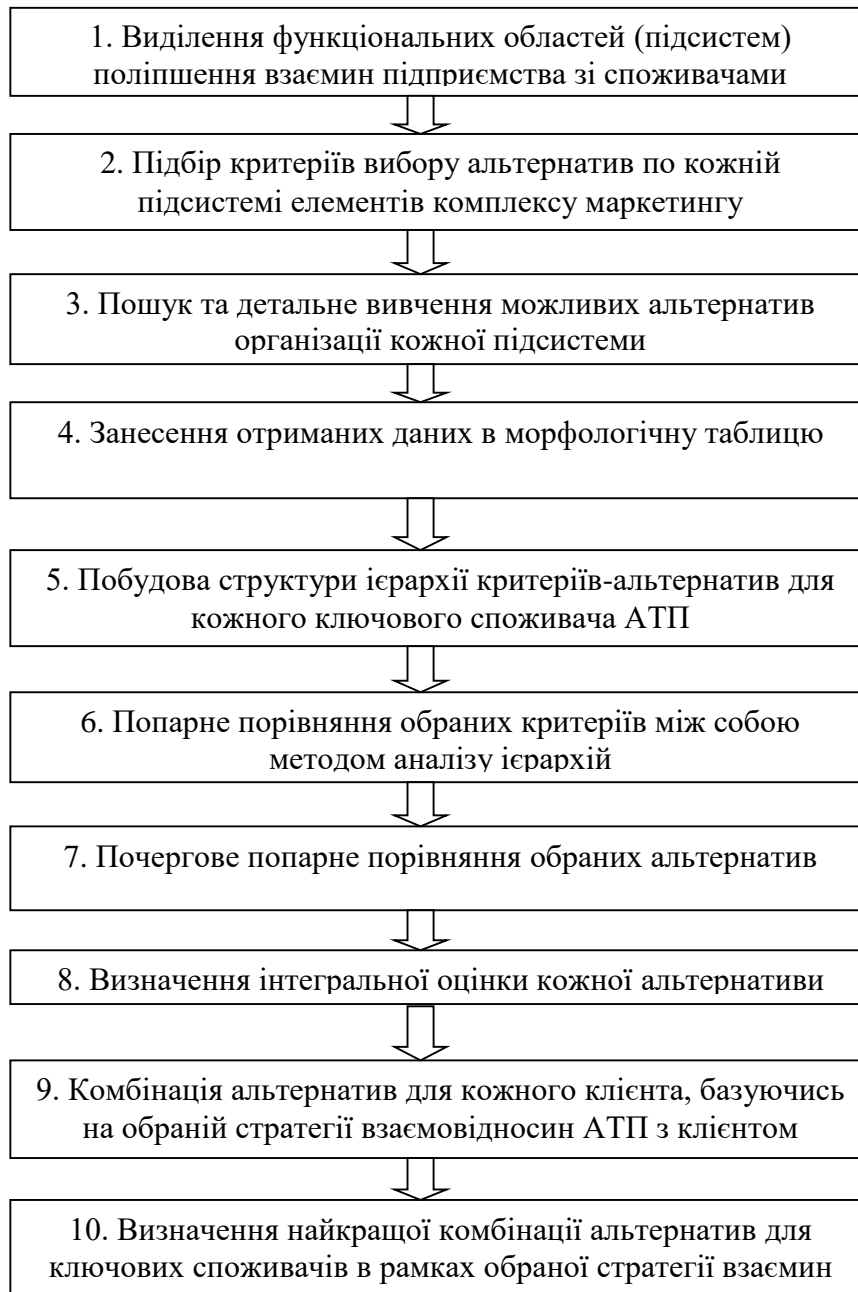 1. Виділення функціональних областей (підсистем)
поліпшення взаємин підприємства зі споживачами
2. Підбір критеріїв вибору альтернатив по кожній
підсистемі елементів комплексу маркетингу
3. Пошук та детальне вивчення можливих альтернатив
організації кожної підсистеми
4. Занесення отриманих даних в морфологічну таблицю
5. Побудова структури ієрархії критеріїв-альтернатив для
кожного ключового споживача АТП
6. Попарне порівняння обраних критеріїв між собою
методом аналізу ієрархій
7. Почергове попарне порівняння обраних альтернатив
8. Визначення інтегральної оцінки кожної альтернативи
9. Комбінація альтернатив для кожного клієнта, базуючись
на обраній стратегії взаємовідносин АТП з клієнтом
10. Визначення найкращої комбінації альтернатив для
ключових споживачів в рамках обраної стратегії взаємин